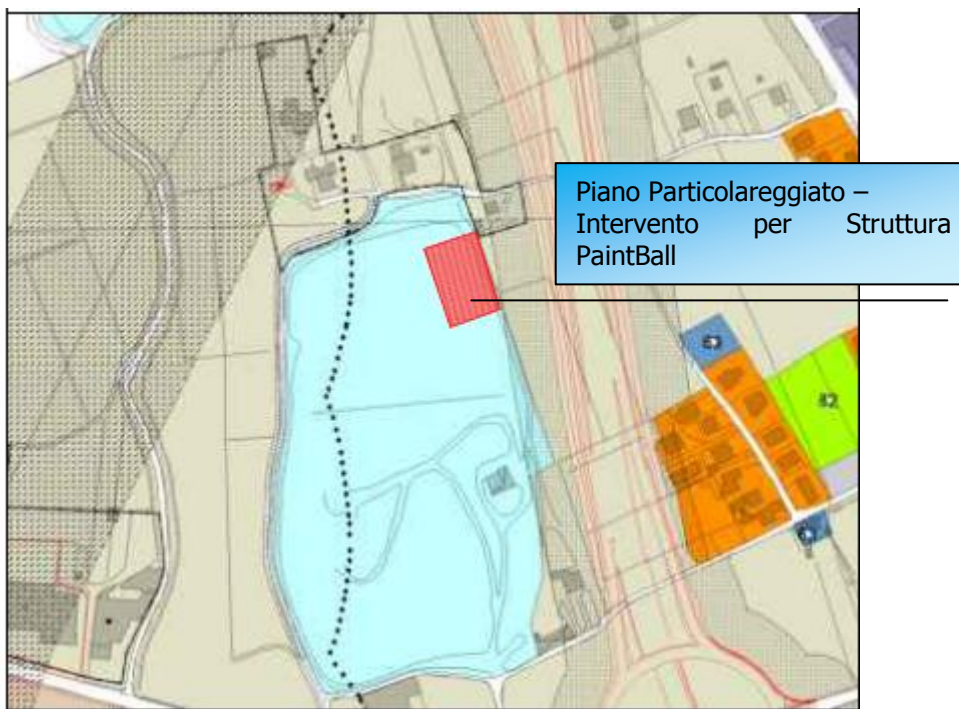 Piano Particolareggiato –
Intervento per Struttura
PaintBall